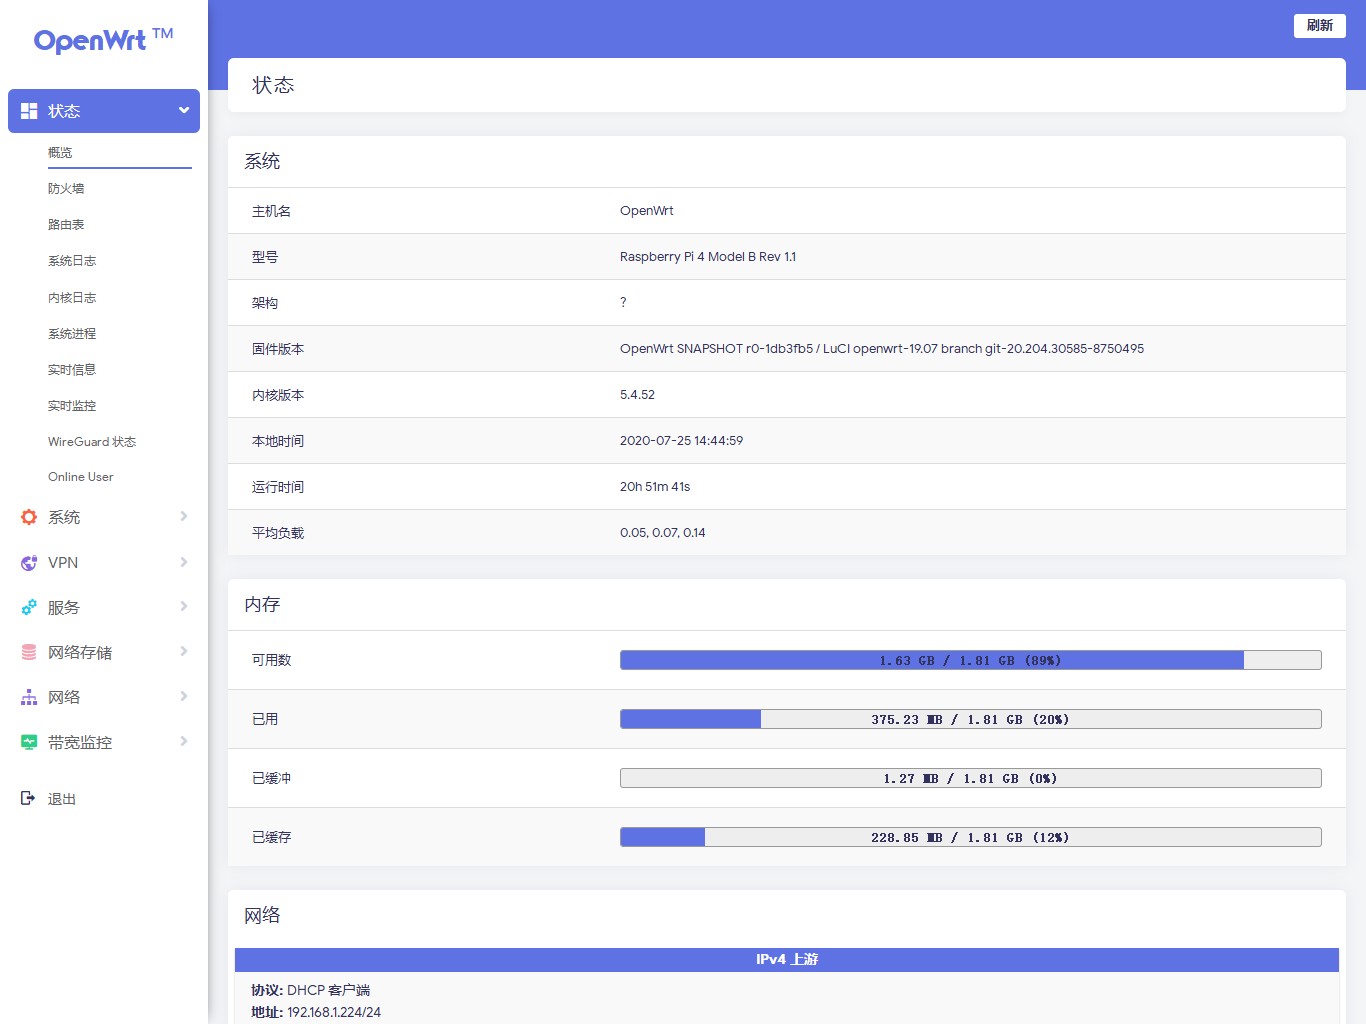 OpenWrt TM
刷新
状态
概览
防火墙
路由表
系统日志
内核日志
系统进程
实时信息
实时监控
WireGuard 状态
Online User
系统
VPN
服务
网络存储
网络
带宽监控
退出
状态
系统
主机名 OpenWrt
型号 Raspberry Pi 4 Model B Rev 1.1
架构 ?
固件版本 OpenWrt SNAPSHOT r0-1db3fb5 / LuCI openwrt-19.07 branch git-20.204.30585-8750495
内核版本 5.4.52
本地时间 2020-07-25 14:44:59
运行时间 20h 51m 41s
平均负载 0.05, 0.07, 0.14
内存
可用数 1.63 GB / 1.81 GB (89%)
已用 375.23 MB / 1.81 GB (20%)
已缓冲 1.27 MB / 1.81 GB (0%)
已缓存 228.85 MB / 1.81 GB (12%)
网络
IPv4 上游
协议: DHCP 客户端
地址: 192.168.1.224/24